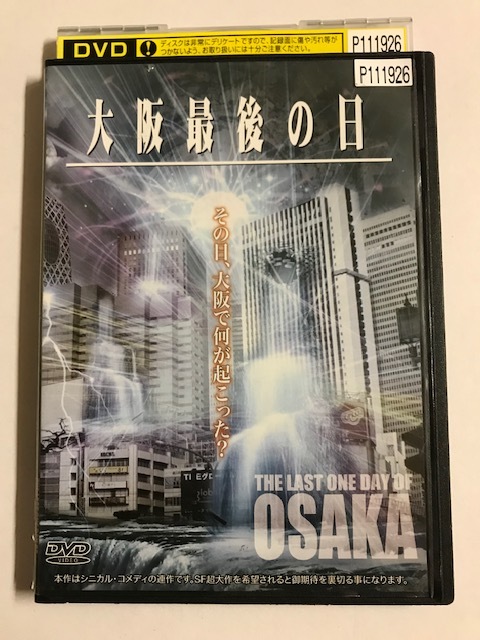 DVD
ディスクは非常にデリケートですので、記録面に傷や汚れ等が
つかないよう、お取り扱いには十分ご注意ください。
P111926
P111926
大阪最後の日
その日、大阪で何が起こった?
THE LAST ONE DAY OF
OSAKA
DVD
VIDEO
本作はシニカル・コメディの連作です。SF超大作を希望されると御期待を裏切る事になります。